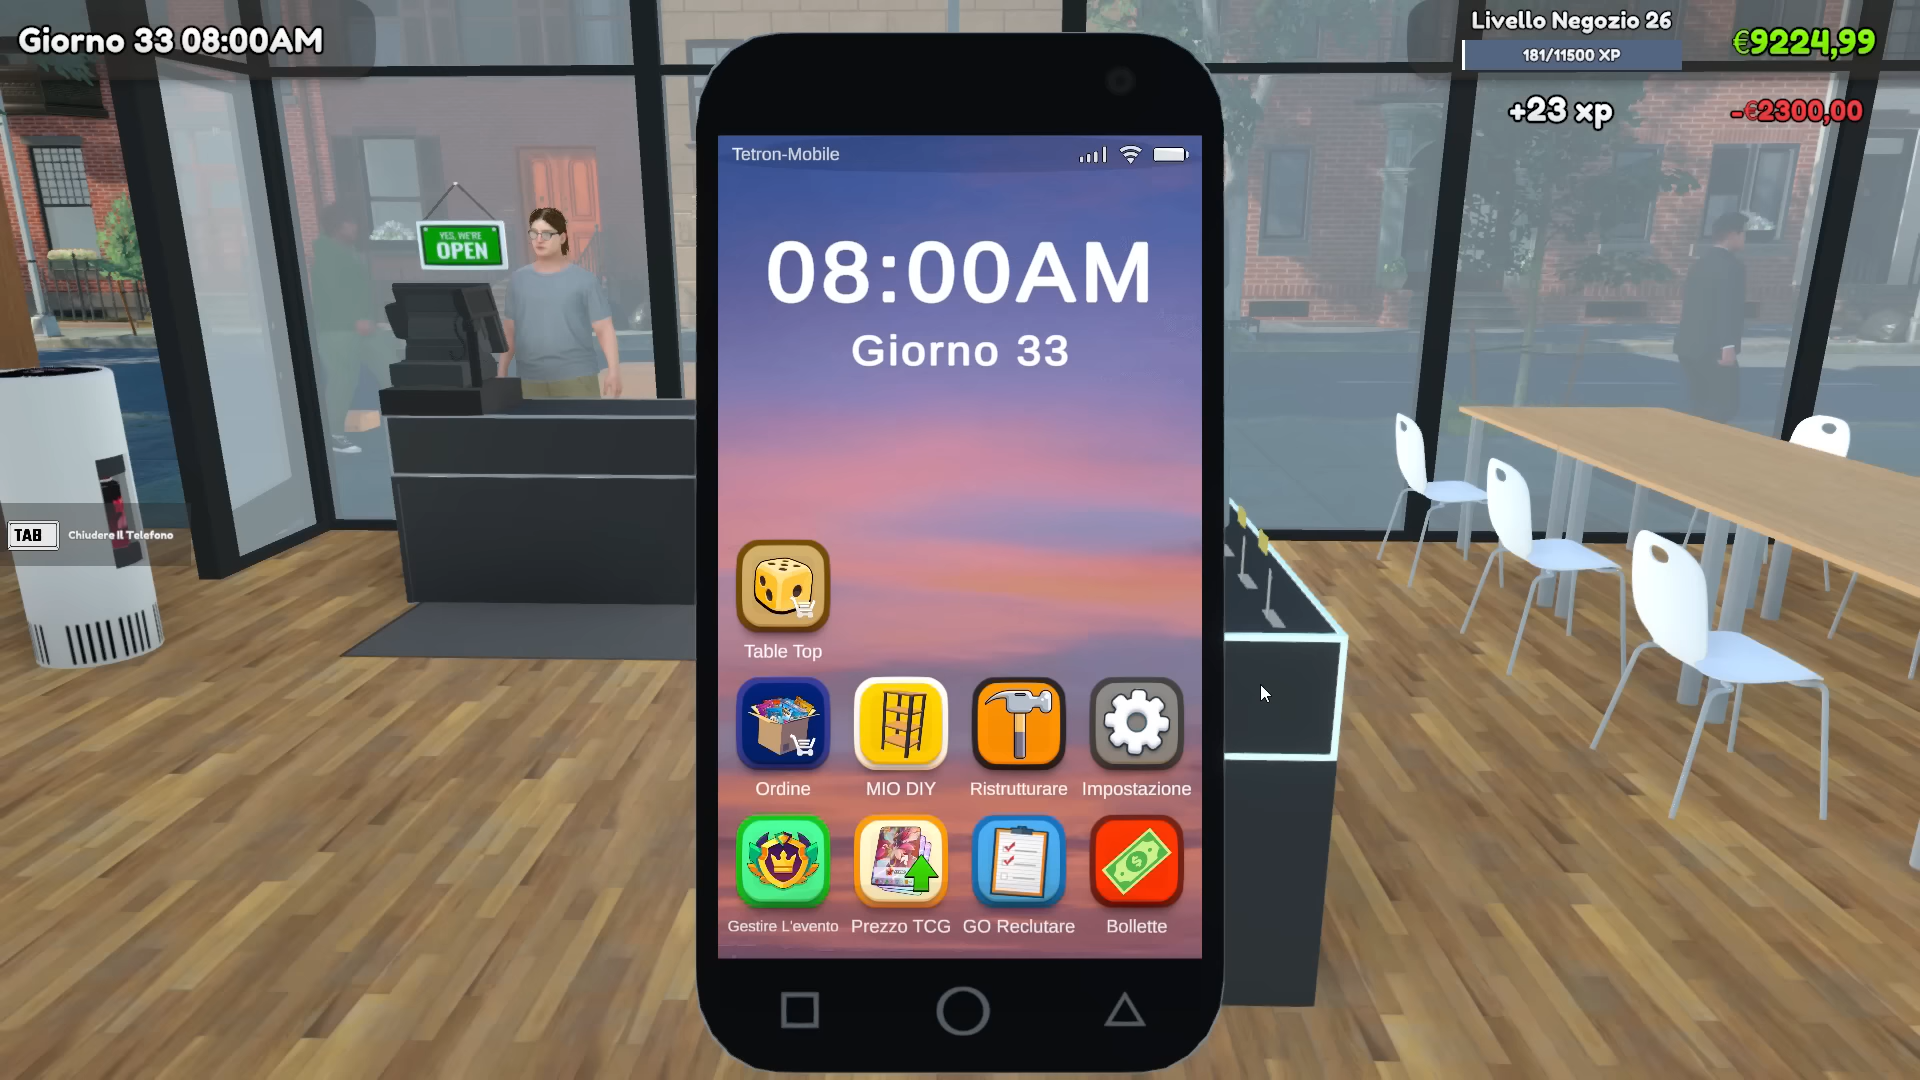 Giorno 33 08:00AM
Livello Negozio 26
181/11500 XP
€9224,99
+23 xp
-€2300,00
Tetron-Mobile
08:00AM
Giorno 33
YES, WE'RE
OPEN
TAB Chiudere Il Telefono
Table Top
Ordine
MIO DIY
Ristrutturare
Impostazione
Gestire L'evento
Prezzo TCG
GO Reclutare
Bollette